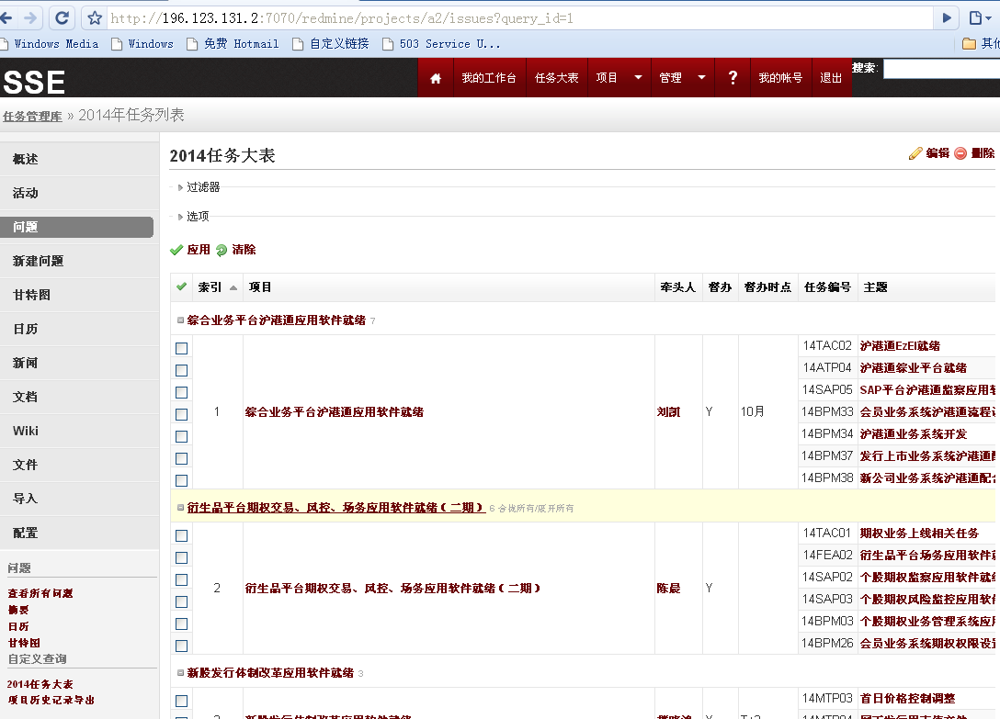 http://196.123.131.2:7070/redmine/projects/a2/issues?query_id=1
Windows Media Windows 免费 Hotmail 自定义链接 503 Service U... 其他
SSE
我的工作台 任务大表 项目 管理 ? 我的帐号 退出 搜索:
任务管理库 » 2014年任务列表
概述
活动
问题
新建问题
甘特图
日历
新闻
文档
Wiki
文件
导入
配置
问题
查看所有问题
摘要
日历
甘特图
自定义查询
2014任务大表
项目历史记录导出
2014任务大表 编辑 删除
过滤器
选项
应用 清除
索引 项目 牵头人 督办 督办时点 任务编号 主题
综合业务平台沪港通应用软件就绪 7
1 综合业务平台沪港通应用软件就绪 刘凯 Y 10月
14TAC02 沪港通EzEI就绪
14ATP04 沪港通综业平台就绪
14SAP05 SAP平台沪港通监察应用软
14BPM33 会员业务系统沪港通流程
14BPM34 沪港通业务系统开发
14BPM37 发行上市业务系统沪港通
14BPM38 新公司业务系统沪港通配合
衍生品平台期权交易、风控、场务应用软件就绪（二期） 6 合拢所有/展开所有
2 衍生品平台期权交易、风控、场务应用软件就绪（二期） 陈晨 Y
14TAC01 期权业务上线相关任务
14FEA02 衍生品平台场务应用软件
14SAP02 个股期权监察应用软件就绪
14SAP03 个股期权风险监控应用软件
14BPM03 个股期权业务管理系统应
14BPM26 会员业务系统期权权限设
新股发行体制改革应用软件就绪 3
14MTP03 首日价格控制调整